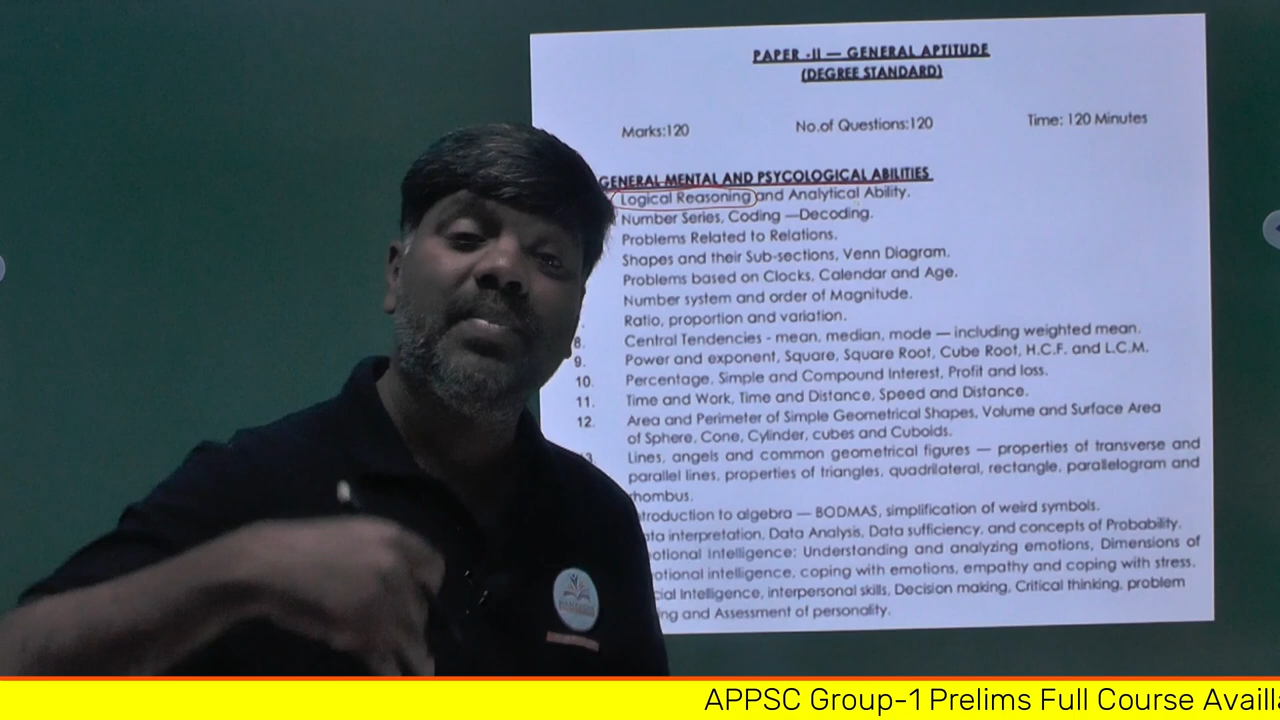 PAPER -II — GENERAL APTITUDE
(DEGREE STANDARD)
Marks:120 No.of Questions:120 Time: 120 Minutes
GENERAL MENTAL AND PSYCOLOGICAL ABILITIES
Logical Reasoning and Analytical Ability.
Number Series, Coding —Decoding.
Problems Related to Relations.
Shapes and their Sub-sections, Venn Diagram.
Problems based on Clocks, Calendar and Age.
Number system and order of Magnitude.
Ratio, proportion and variation.
8. Central Tendencies - mean, median, mode — including weighted mean.
9. Power and exponent, Square, Square Root, Cube Root, H.C.F. and L.C.M.
10. Percentage, Simple and Compound Interest, Profit and loss.
11. Time and Work, Time and Distance, Speed and Distance.
12. Area and Perimeter of Simple Geometrical Shapes, Volume and Surface Area
of Sphere, Cone, Cylinder, cubes and Cuboids.
Lines, angels and common geometrical figures — properties of transverse and
parallel lines, properties of triangles, quadrilateral, rectangle, parallelogram and
rhombus.
troduction to algebra — BODMAS, simplification of weird symbols.
ta interpretation, Data Analysis, Data sufficiency, and concepts of Probability.
otional Intelligence: Understanding and analyzing emotions, Dimensions of
otional intelligence, coping with emotions, empathy and coping with stress.
cial Intelligence, interpersonal skills, Decision making, Critical thinking, problem
ing and Assessment of personality.
APPSC Group-1 Prelims Full Course Availla